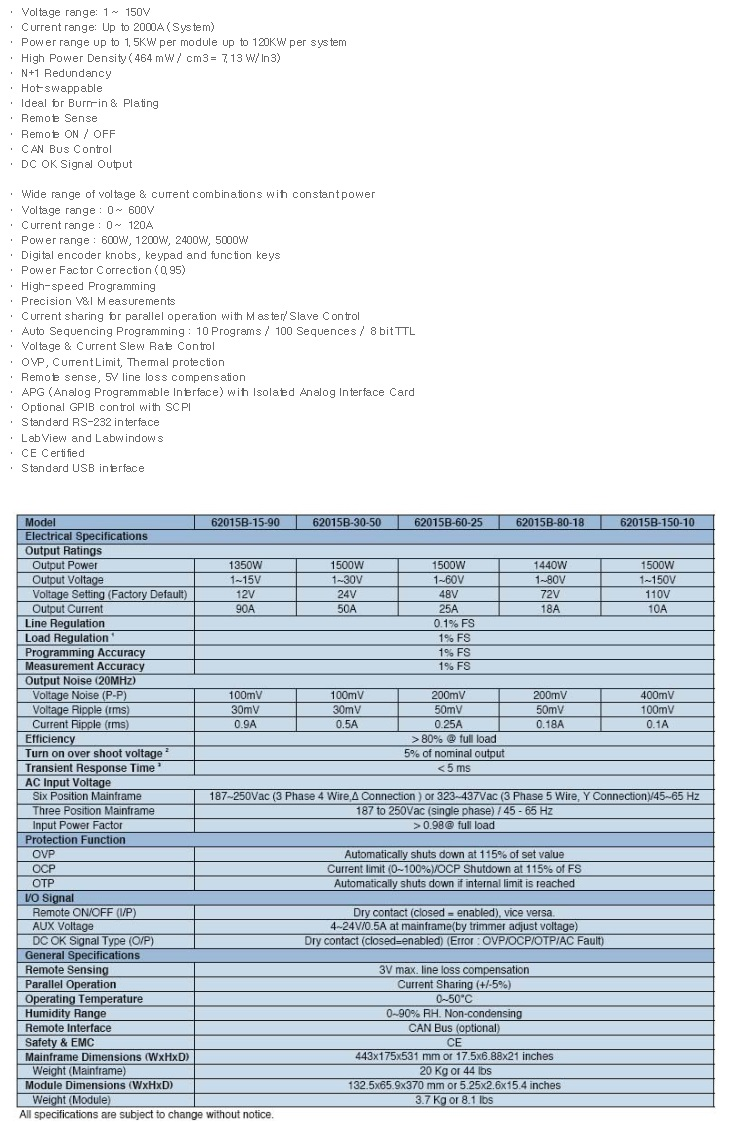 · Voltage range: 1 ~ 150V
· Current range: Up to 2000A (System)
· Power range up to 1,5KW per module up to 120KW per system
· High Power Density (464 mW / cm3 = 7,13 W/In3)
· N+1 Redundancy
· Hot-swappable
· Ideal for Burn-in & Plating
· Remote Sense
· Remote ON / OFF
· CAN Bus Control
· DC OK Signal Output
· Wide range of voltage & current combinations with constant power
· Voltage range : 0 ~ 600V
· Current range : 0 ~ 120A
· Power range : 600W, 1200W, 2400W, 5000W
· Digital encoder knobs, keypad and function keys
· Power Factor Correction (0,95)
· High-speed Programming
· Precision V&I Measurements
· Current sharing for parallel operation with Master/Slave Control
· Auto Sequencing Programming : 10 Programs / 100 Sequences / 8 bit TTL
· Voltage & Current Slew Rate Control
· OVP, Current Limit, Thermal protection
· Remote sense, 5V line loss compensation
· APG (Analog Programmable Interface) with Isolated Analog Interface Card
· Optional GPIB control with SCPI
· Standard RS-232 interface
· LabView and Labwindows
· CE Certified
· Standard USB interface
Model 62015B-15-90 62015B-30-50 62015B-60-25 62015B-80-18 62015B-150-10
Electrical Specifications
Output Ratings
Output Power 1350W 1500W 1500W 1440W 1500W
Output Voltage 1~15V 1~30V 1~60V 1~80V 1~150V
Voltage Setting (Factory Default) 12V 24V 48V 72V 110V
Output Current 90A 50A 25A 18A 10A
Line Regulation 0.1% FS
Load Regulation ¹ 1% FS
Programming Accuracy 1% FS
Measurement Accuracy 1% FS
Output Noise (20MHz)
Voltage Noise (P-P) 100mV 100mV 200mV 200mV 400mV
Voltage Ripple (rms) 30mV 30mV 50mV 50mV 100mV
Current Ripple (rms) 0.9A 0.5A 0.25A 0.18A 0.1A
Efficiency > 80% @ full load
Turn on over shoot voltage ² 5% of nominal output
Transient Response Time ³ < 5 ms
AC Input Voltage
Six Position Mainframe 187~250Vac (3 Phase 4 Wire,Δ Connection ) or 323~437Vac (3 Phase 5 Wire, Y Connection)/45~65 Hz
Three Position Mainframe 187 to 250Vac (single phase) / 45 - 65 Hz
Input Power Factor > 0.98@ full load
Protection Function
OVP Automatically shuts down at 115% of set value
OCP Current limit (0~100%)/OCP Shutdown at 115% of FS
OTP Automatically shuts down if internal limit is reached
I/O Signal
Remote ON/OFF (I/P) Dry contact (closed = enabled), vice versa.
AUX Voltage 4~24V/0.5A at mainframe(by trimmer adjust voltage)
DC OK Signal Type (O/P) Dry contact (closed=enabled) (Error : OVP/OCP/OTP/AC Fault)
General Specifications
Remote Sensing 3V max. line loss compensation
Parallel Operation Current Sharing (+/-5%)
Operating Temperature 0~50°C
Humidity Range 0~90% RH. Non-condensing
Remote Interface CAN Bus (optional)
Safety & EMC CE
Mainframe Dimensions (WxHxD) 443x175x531 mm or 17.5x6.88x21 inches
Weight (Mainframe) 20 Kg or 44 lbs
Module Dimensions (WxHxD) 132.5x65.9x370 mm or 5.25x2.6x15.4 inches
Weight (Module) 3.7 Kg or 8.1 lbs
All specifications are subject to change without notice.